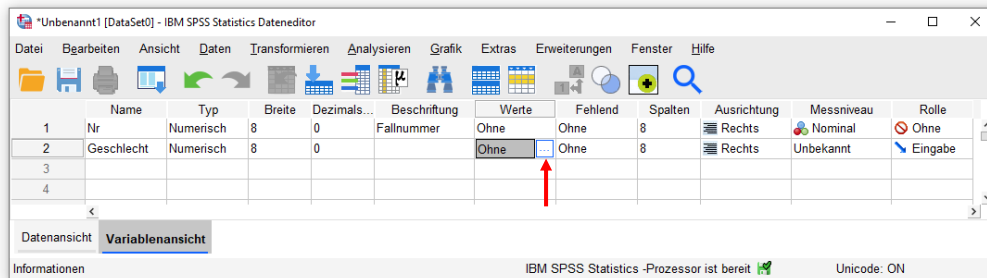 *Unbenannt1 [DataSet0] - IBM SPSS Statistics Dateneditor
Datei Bearbeiten Ansicht Daten Transformieren Analysieren Grafik Extras Erweiterungen Fenster Hilfe
Name Typ Breite Dezimals... Beschriftung Werte Fehlend Spalten Ausrichtung Messniveau Rolle
1 Nr Numerisch 8 0 Fallnummer Ohne Ohne 8 Rechts Nominal Ohne
2 Geschlecht Numerisch 8 0 Ohne ... Ohne 8 Rechts Unbekannt Eingabe
3
4
Datenansicht Variablenansicht
Informationen IBM SPSS Statistics -Prozessor ist bereit Unicode: ON